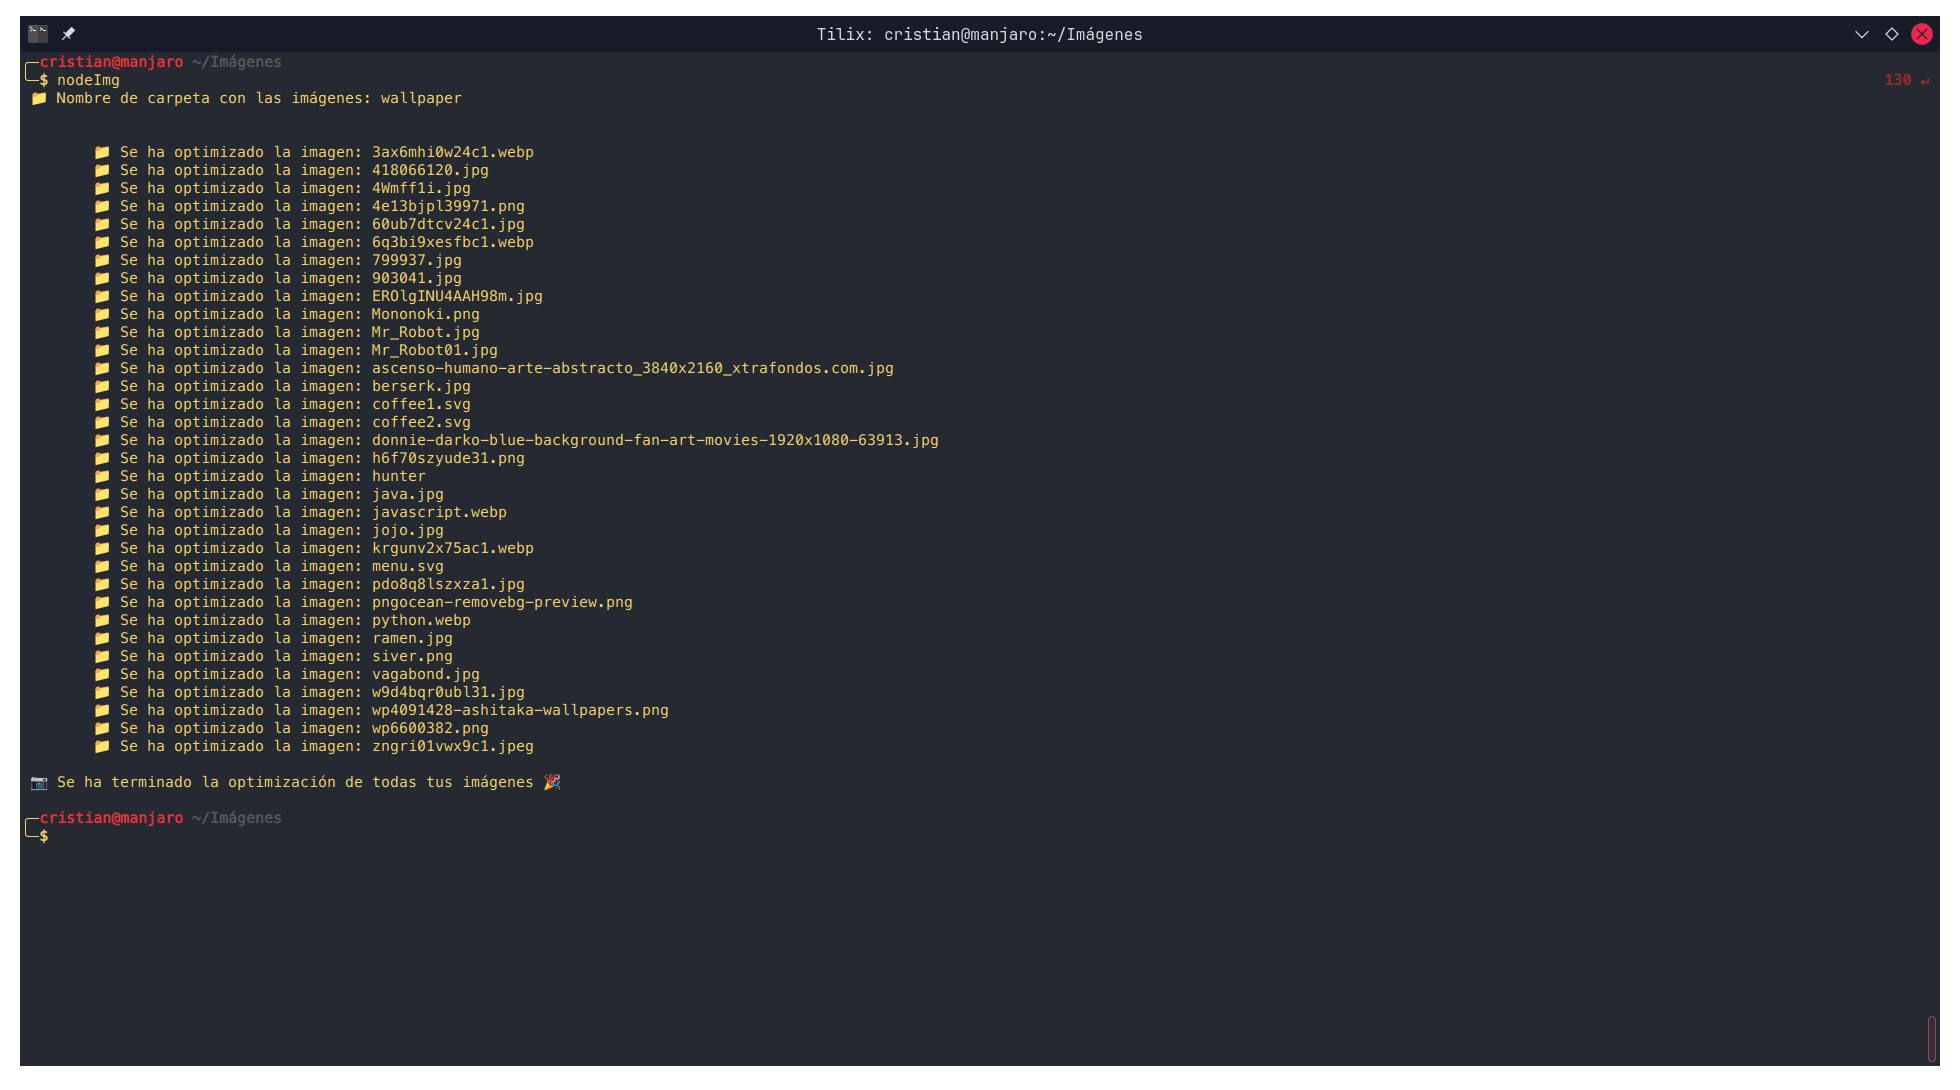 Tilix: cristian@manjaro:~/Imágenes
cristian@manjaro ~/Imágenes
$ nodeImg 130 ↵
📁 Nombre de carpeta con las imágenes: wallpaper
📁 Se ha optimizado la imagen: 3ax6mhi0w24c1.webp
📁 Se ha optimizado la imagen: 418066120.jpg
📁 Se ha optimizado la imagen: 4Wmff1i.jpg
📁 Se ha optimizado la imagen: 4e13bjpl39971.png
📁 Se ha optimizado la imagen: 60ub7dtcv24c1.jpg
📁 Se ha optimizado la imagen: 6q3bi9xesfbc1.webp
📁 Se ha optimizado la imagen: 799937.jpg
📁 Se ha optimizado la imagen: 903041.jpg
📁 Se ha optimizado la imagen: EROlgINU4AAH98m.jpg
📁 Se ha optimizado la imagen: Mononoki.png
📁 Se ha optimizado la imagen: Mr_Robot.jpg
📁 Se ha optimizado la imagen: Mr_Robot01.jpg
📁 Se ha optimizado la imagen: ascenso-humano-arte-abstracto_3840x2160_xtrafondos.com.jpg
📁 Se ha optimizado la imagen: berserk.jpg
📁 Se ha optimizado la imagen: coffee1.svg
📁 Se ha optimizado la imagen: coffee2.svg
📁 Se ha optimizado la imagen: donnie-darko-blue-background-fan-art-movies-1920x1080-63913.jpg
📁 Se ha optimizado la imagen: h6f70szyude31.png
📁 Se ha optimizado la imagen: hunter
📁 Se ha optimizado la imagen: java.jpg
📁 Se ha optimizado la imagen: javascript.webp
📁 Se ha optimizado la imagen: jojo.jpg
📁 Se ha optimizado la imagen: krgunv2x75ac1.webp
📁 Se ha optimizado la imagen: menu.svg
📁 Se ha optimizado la imagen: pdo8q8lszxza1.jpg
📁 Se ha optimizado la imagen: pngocean-removebg-preview.png
📁 Se ha optimizado la imagen: python.webp
📁 Se ha optimizado la imagen: ramen.jpg
📁 Se ha optimizado la imagen: siver.png
📁 Se ha optimizado la imagen: vagabond.jpg
📁 Se ha optimizado la imagen: w9d4bqr0ubl31.jpg
📁 Se ha optimizado la imagen: wp4091428-ashitaka-wallpapers.png
📁 Se ha optimizado la imagen: wp6600382.png
📁 Se ha optimizado la imagen: zngri01vwx9c1.jpeg
📷 Se ha terminado la optimización de todas tus imágenes 🎉
cristian@manjaro ~/Imágenes
$